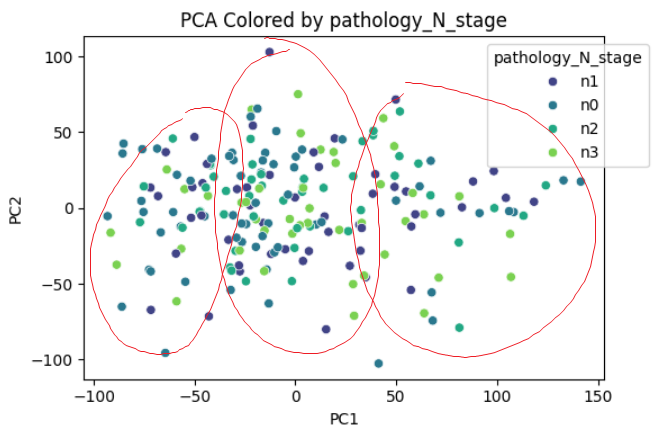 PCA Colored by pathology_N_stage
pathology_N_stage
n1
n0
n2
n3
100
50
0
−50
−100
PC2
−100
−50
0
50
100
150
PC1